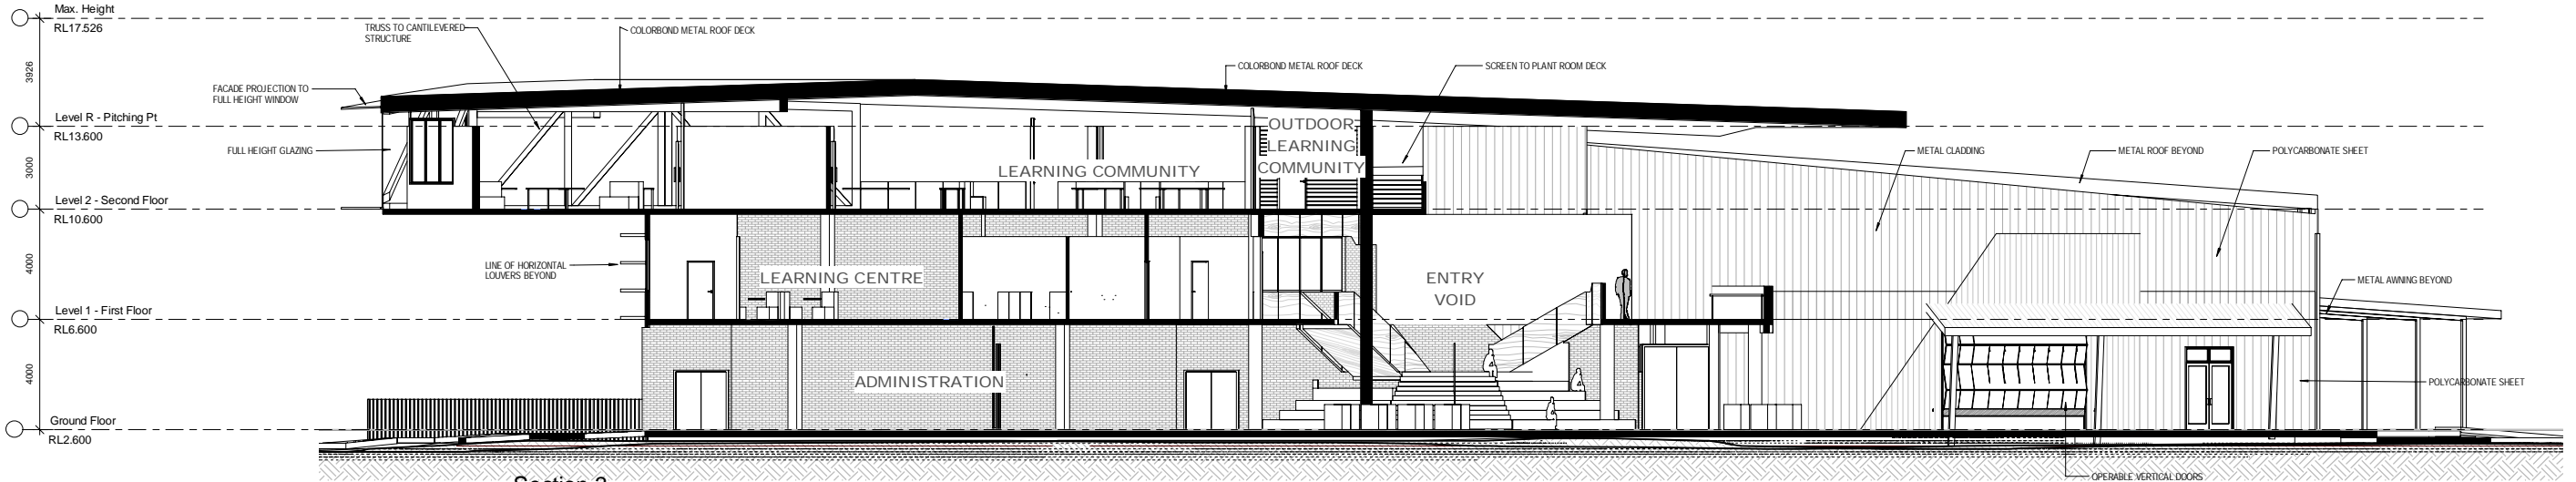 Max. Height
RL17.526
TRUSS TO CANTILEVERED
STRUCTURE
COLORBOND METAL ROOF DECK
3926
COLORBOND METAL ROOF DECK
SCREEN TO PLANT ROOM DECK
FACADE PROJECTION TO
FULL HEIGHT WINDOW
Level R - Pitching Pt
RL13.600
OUTDOOR
LEARNING
COMMUNITY
FULL HEIGHT GLAZING
METAL CLADDING
METAL ROOF BEYOND
POLYCARBONATE SHEET
3000
LEARNING COMMUNITY
Level 2 - Second Floor
RL10.600
4000
LINE OF HORIZONTAL
LOUVERS BEYOND
LEARNING CENTRE
ENTRY
VOID
METAL AWNING BEYOND
Level 1 - First Floor
RL6.600
4000
ADMINISTRATION
POLYCARBONATE SHEET
Ground Floor
RL2.600
OPERABLE VERTICAL DOORS
Section 2